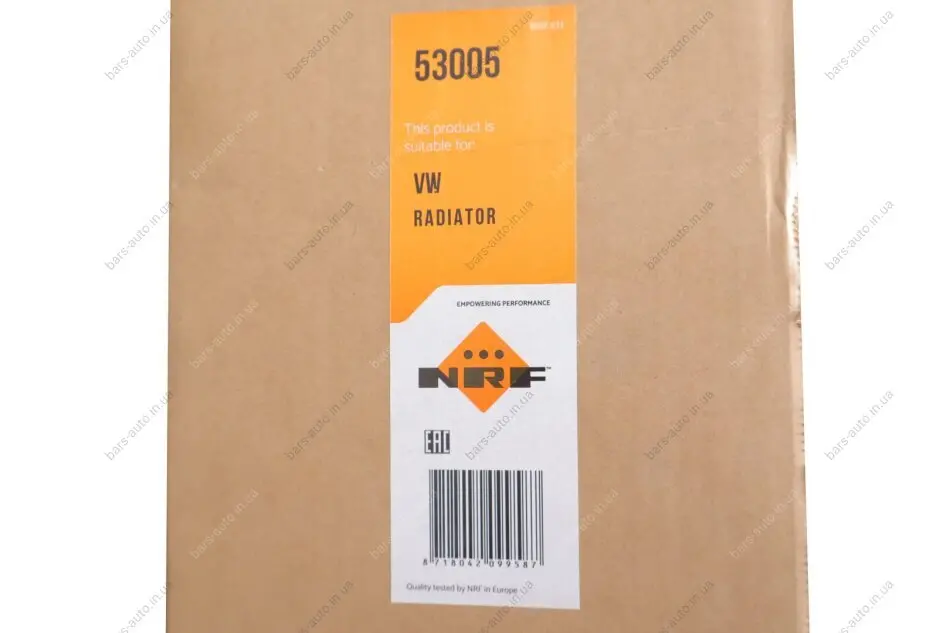 53005
This product is
suitable for:
VW
RADIATOR
EMPOWERING PERFORMANCE
NRF™
EAC
8 718042 099587
Quality tested by NRF in Europe
bars-auto.in.ua